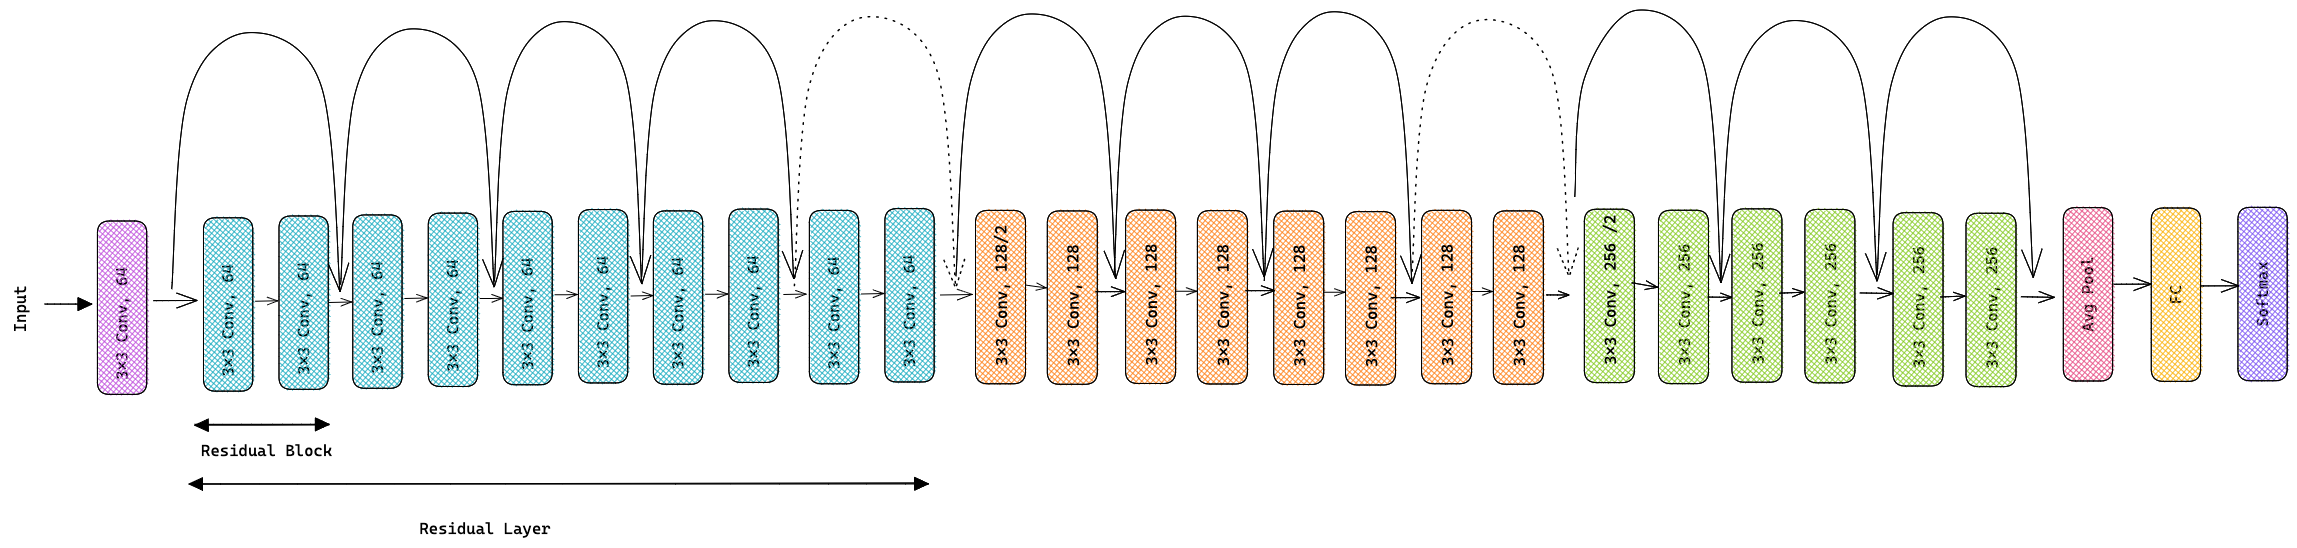 Input
3×3 Conv, 64
3×3 Conv, 64
3×3 Conv, 64
3×3 Conv, 64
3×3 Conv, 64
3×3 Conv, 64
3×3 Conv, 64
3×3 Conv, 64
3×3 Conv, 64
3×3 Conv, 64
3×3 Conv, 64
3×3 Conv, 128/2
3×3 Conv, 128
3×3 Conv, 128
3×3 Conv, 128
3×3 Conv, 128
3×3 Conv, 128
3×3 Conv, 128
3×3 Conv, 128
3×3 Conv, 256 /2
3×3 Conv, 256
3×3 Conv, 256
3×3 Conv, 256
3×3 Conv, 256
3×3 Conv, 256
Avg Pool
FC
Softmax
Residual Block
Residual Layer